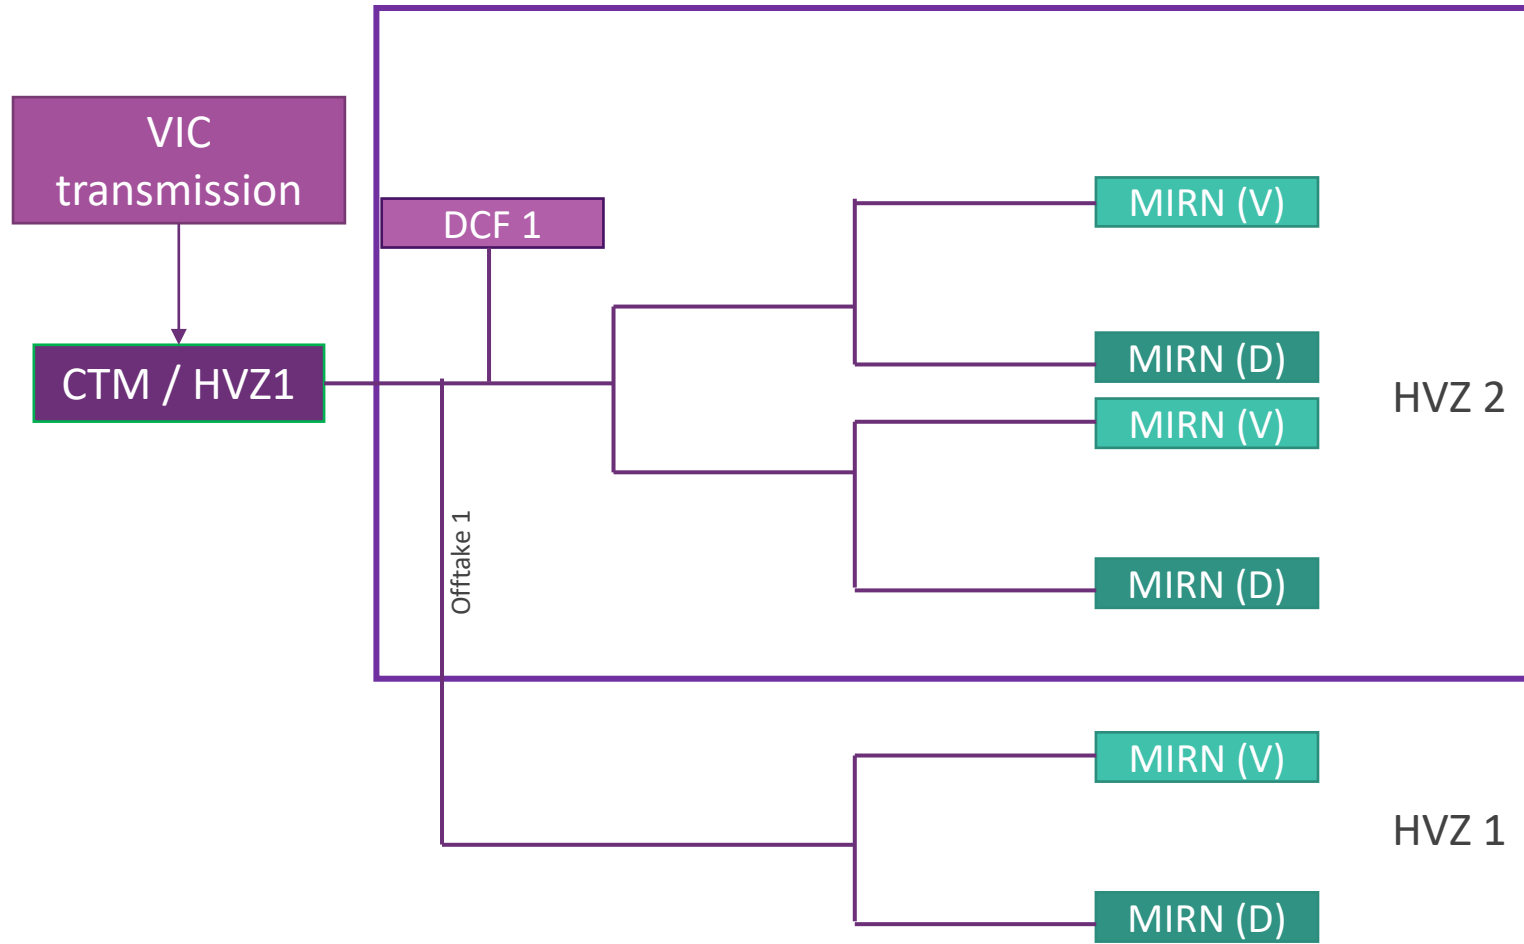 VIC
transmission
DCF 1
CTM / HVZ1
Offtake 1
MIRN (V)
MIRN (D)
MIRN (V)
MIRN (D)
HVZ 2
MIRN (V)
MIRN (D)
HVZ 1